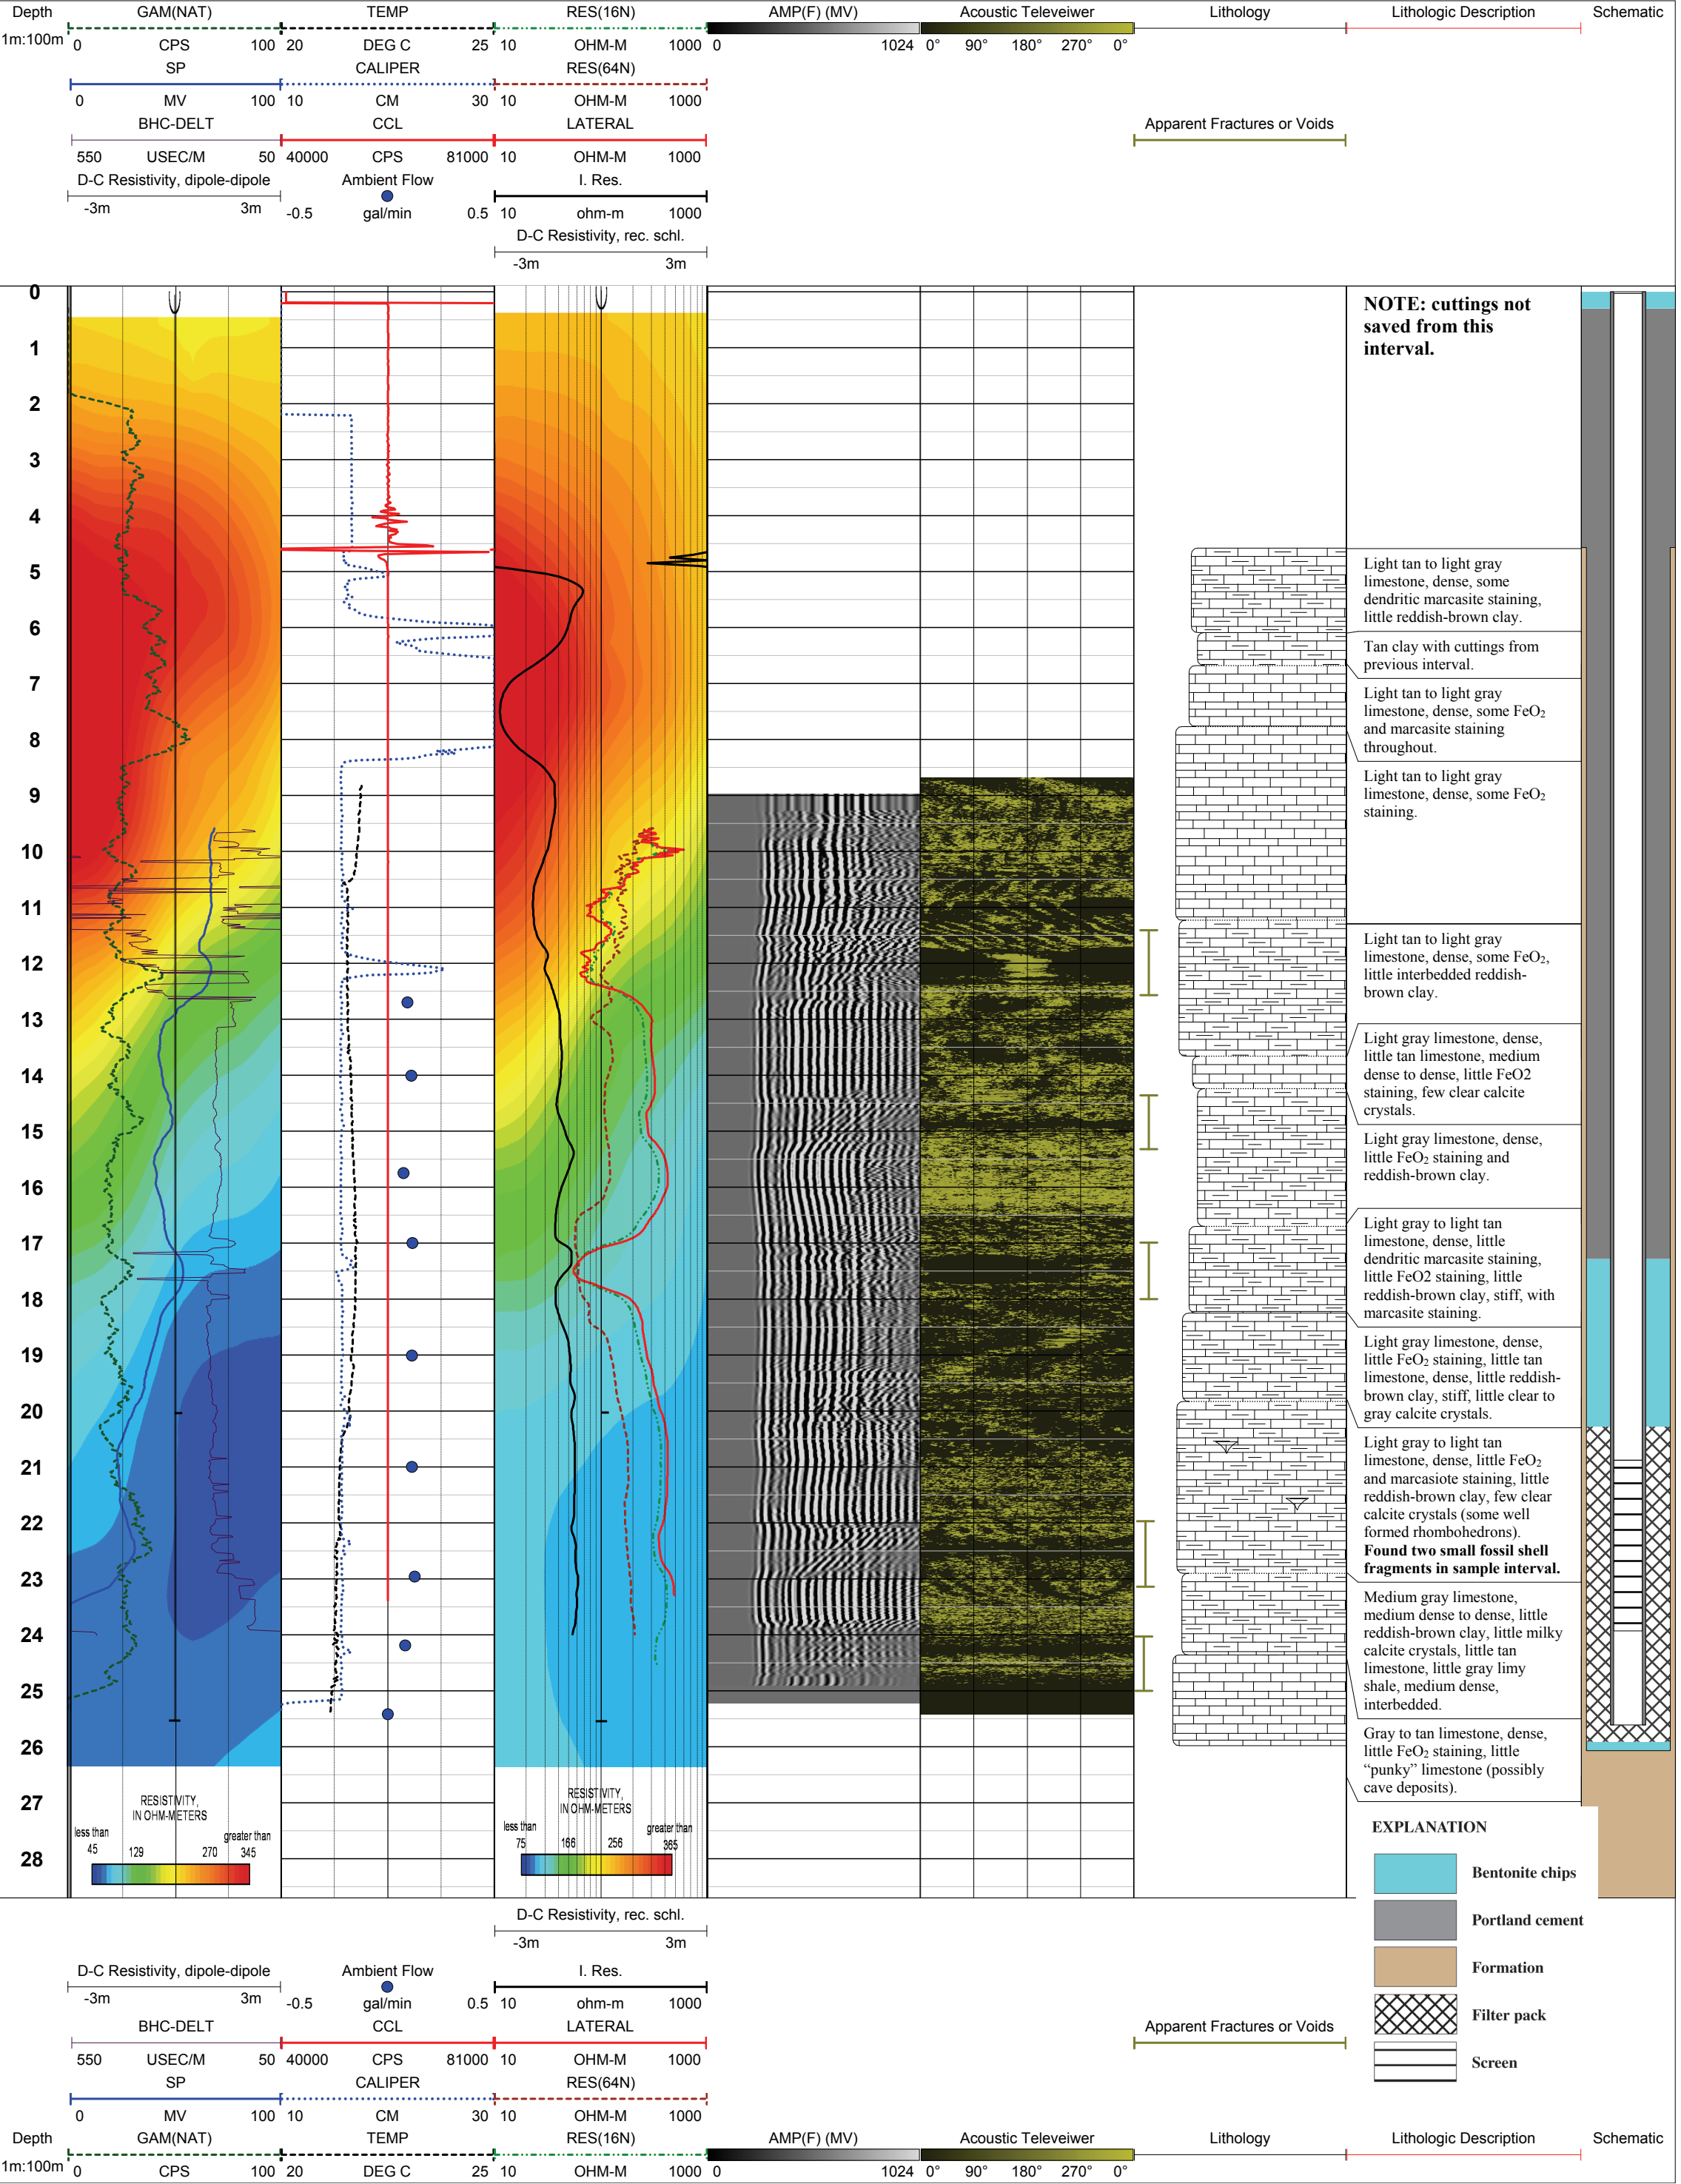 Depth GAM(NAT) TEMP RES(16N) AMP(F) (MV) Acoustic Televeiwer Lithology Lithologic Description Schematic
1m:100m 0 CPS 100 20 DEG C 25 10 OHM-M 1000 0 1024 0° 90° 180° 270° 0°
SP CALIPER RES(64N)
0 MV 100 10 CM 30 10 OHM-M 1000
BHC-DELT CCL LATERAL Apparent Fractures or Voids
550 USEC/M 50 40000 CPS 81000 10 OHM-M 1000
D-C Resistivity, dipole-dipole Ambient Flow I. Res.
-3m 3m -0.5 gal/min 0.5 10 ohm-m 1000
D-C Resistivity, rec. schl.
-3m 3m
0
1
2
3
4
5
6
7
8
9
10
11
12
13
14
15
16
17
18
19
20
21
22
23
24
25
26
27
28
NOTE: cuttings not
saved from this
interval.
Light tan to light gray
limestone, dense, some
dendritic marcasite staining,
little reddish-brown clay.
Tan clay with cuttings from
previous interval.
Light tan to light gray
limestone, dense, some FeO2
and marcasite staining
throughout.
Light tan to light gray
limestone, dense, some FeO2
staining.
Light tan to light gray
limestone, dense, some FeO2,
little interbedded reddish-
brown clay.
Light gray limestone, dense,
little tan limestone, medium
dense to dense, little FeO2
staining, few clear calcite
crystals.
Light gray limestone, dense,
little FeO2 staining and
reddish-brown clay.
Light gray to light tan
limestone, dense, little
dendritic marcasite staining,
little FeO2 staining, little
reddish-brown clay, stiff, with
marcasite staining.
Light gray limestone, dense,
little FeO2 staining, little tan
limestone, dense, little reddish-
brown clay, stiff, little clear to
gray calcite crystals.
Light gray to light tan
limestone, dense, little FeO2
and marcasiote staining, little
reddish-brown clay, few clear
calcite crystals (some well
formed rhombohedrons).
Found two small fossil shell
fragments in sample interval.
Medium gray limestone,
medium dense to dense, little
reddish-brown clay, little milky
calcite crystals, little tan
limestone, little gray limy
shale, medium dense,
interbedded.
Gray to tan limestone, dense,
little FeO2 staining, little
“punky” limestone (possibly
cave deposits).
RESISTIVITY,
IN OHM-METERS
less than greater than
45 129 270 345
RESISTIVITY,
IN OHM-METERS
less than greater than
75 166 256 365
EXPLANATION
Bentonite chips
Portland cement
Formation
Filter pack
Screen
D-C Resistivity, rec. schl.
-3m 3m
D-C Resistivity, dipole-dipole Ambient Flow I. Res.
-3m 3m -0.5 gal/min 0.5 10 ohm-m 1000
BHC-DELT CCL LATERAL Apparent Fractures or Voids
550 USEC/M 50 40000 CPS 81000 10 OHM-M 1000
SP CALIPER RES(64N)
0 MV 100 10 CM 30 10 OHM-M 1000
Depth GAM(NAT) TEMP RES(16N) AMP(F) (MV) Acoustic Televeiwer Lithology Lithologic Description Schematic
1m:100m 0 CPS 100 20 DEG C 25 10 OHM-M 1000 0 1024 0° 90° 180° 270° 0°